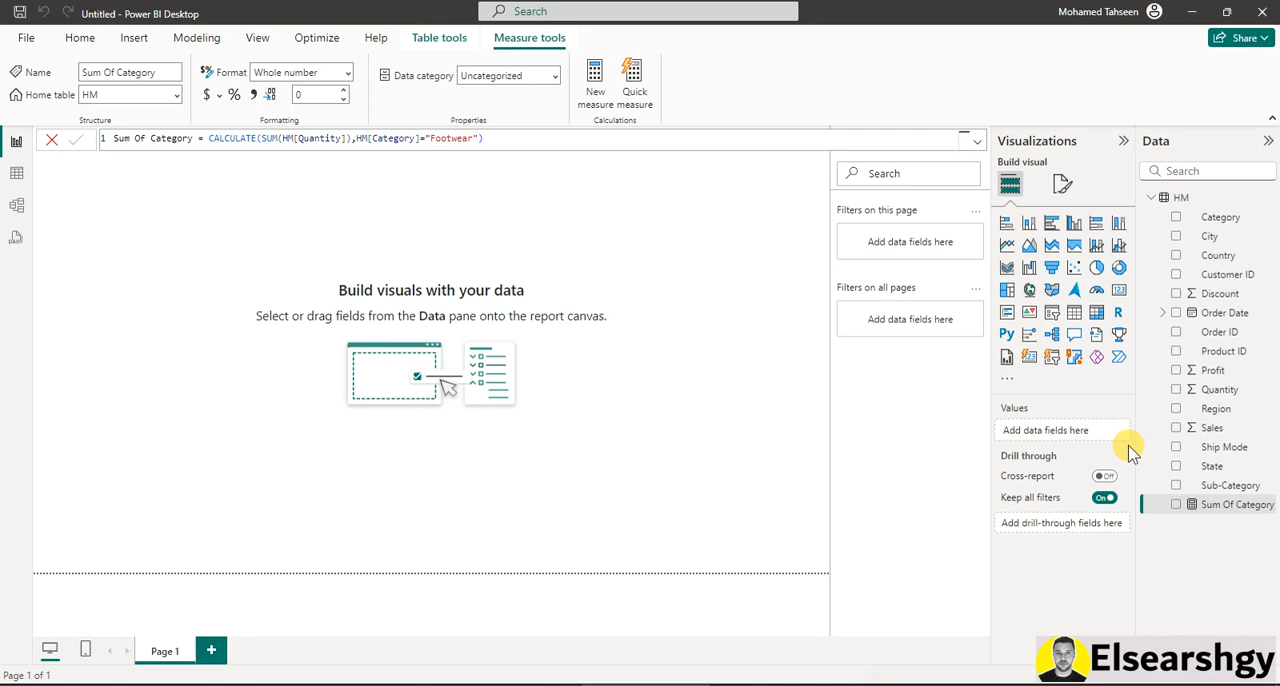 Untitled - Power BI Desktop
Search
Mohamed Tahseen
File
Home
Insert
Modeling
View
Optimize
Help
Table tools
Measure tools
Share
Name
Sum Of Category
Home table
HM
Structure
Format
Whole number
$
%
,
0
Formatting
Data category
Uncategorized
Properties
New measure
Quick measure
Calculations
1 Sum Of Category = CALCULATE(SUM(HM[Quantity]),HM[Category]="Footwear")
Build visuals with your data
Select or drag fields from the Data pane onto the report canvas.
Search
Filters on this page
...
Add data fields here
Filters on all pages
...
Add data fields here
Visualizations
Build visual
123
R
Py
...
Values
Add data fields here
Drill through
Cross-report
Off
Keep all filters
On
Add drill-through fields here
Data
Search
HM
Category
City
Country
Customer ID
Σ Discount
Order Date
Order ID
Product ID
Σ Profit
Σ Quantity
Region
Σ Sales
Ship Mode
State
Sub-Category
Sum Of Category
Page 1
+
Page 1 of 1
Elsearshgy